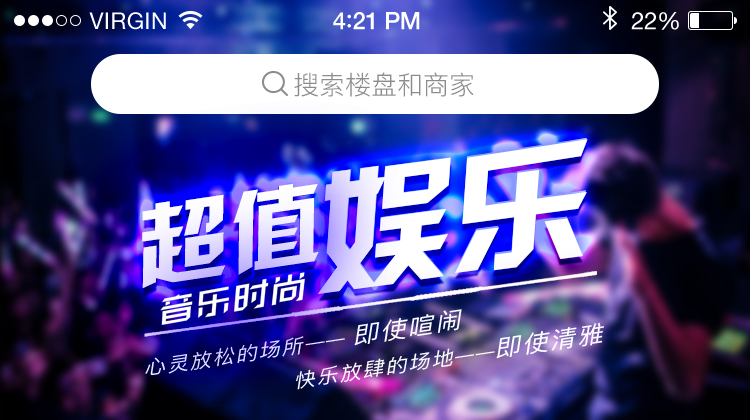 VIRGIN 4:21 PM 22%
搜索楼盘和商家
超值娱乐
音乐时尚
心灵放松的场所—— 即使喧闹
快乐放肆的场地——即使清雅